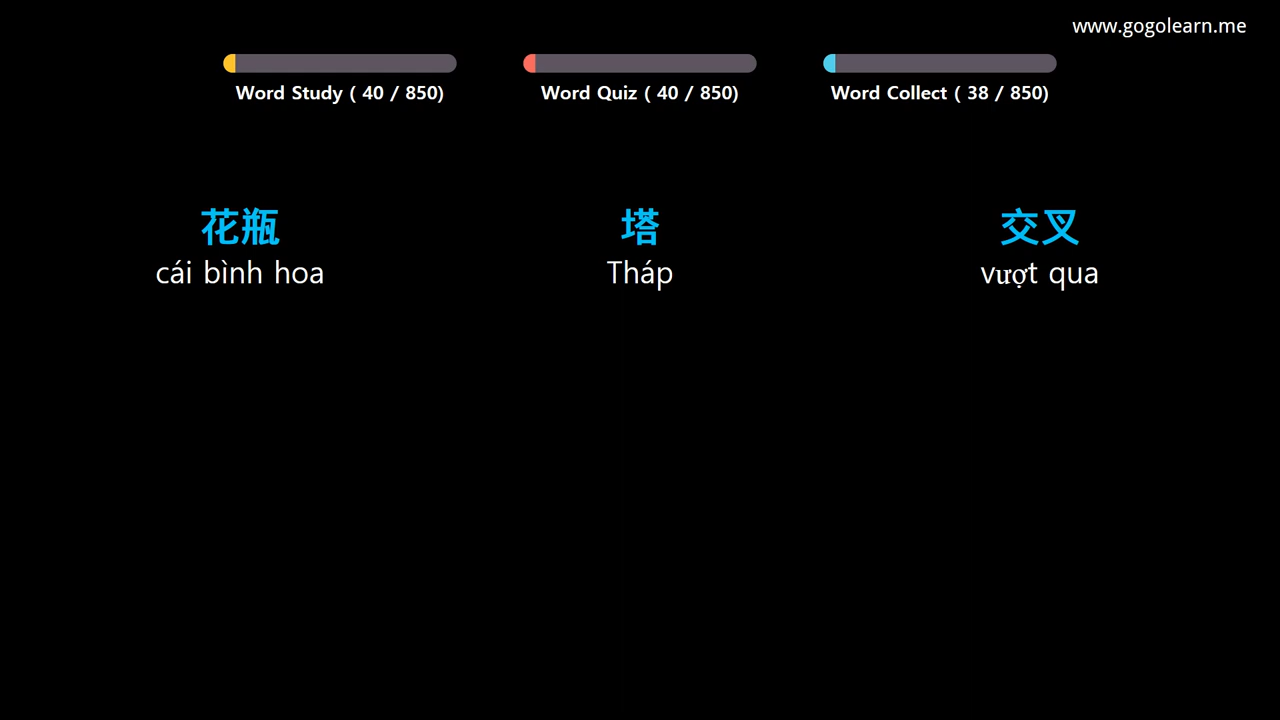 www.gogolearn.me
Word Study ( 40 / 850)
Word Quiz ( 40 / 850)
Word Collect ( 38 / 850)
花瓶
塔
交叉
cái bình hoa
Tháp
vượt qua